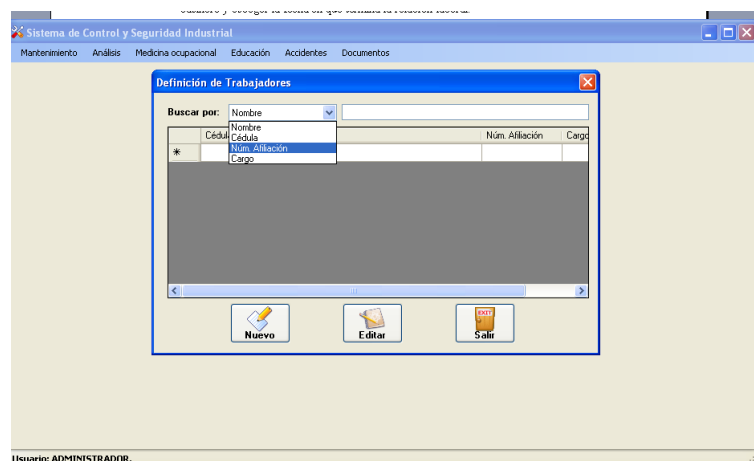 Sistema de Control y Seguridad Industrial
Mantenimiento Análisis Medicina ocupacional Educación Accidentes Documentos
Definición de Trabajadores
Buscar por: Nombre
Nombre
Cédula
Núm. Afiliación
Cargo
Núm. Afiliación Cargo
Nuevo Editar Salir
EXIT
Usuario: ADMINISTRADOR.